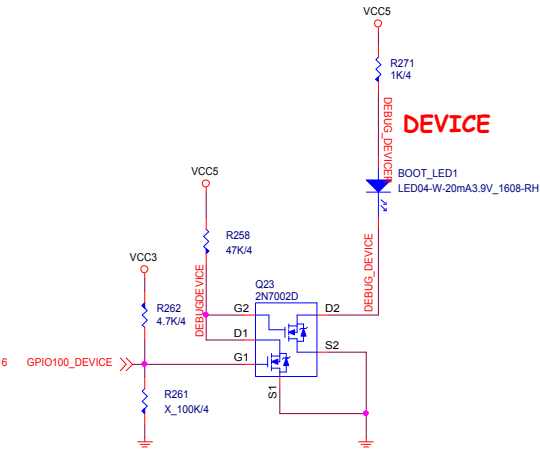 VCC5
R271
1K/4
DEBUG_DEVICER
DEVICE
BOOT_LED1
LED04-W-20mA3.9V_1608-RH
VCC5
R258
47K/4
DEBUG_DEVICE
VCC3
Q23
2N7002D
R262
4.7K/4
DEBUGDEVICE
G2
D2
D1
S2
6 GPIO100_DEVICE
G1
S1
R261
X_100K/4